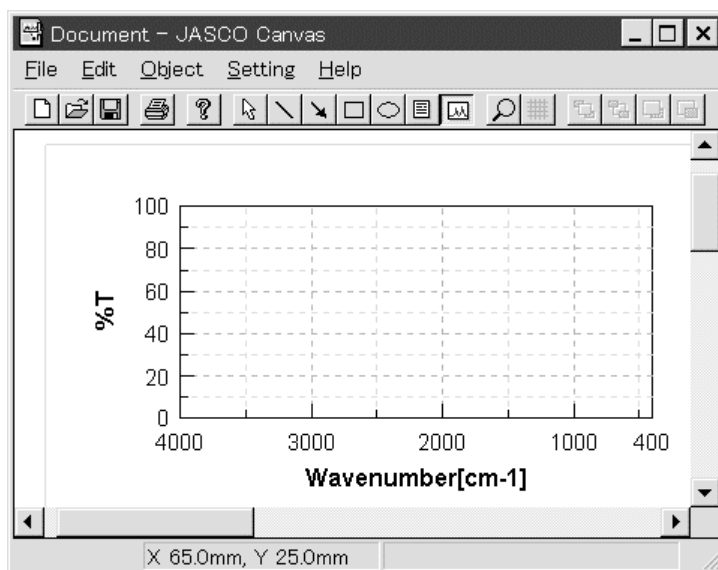 Document - JASCO Canvas
File Edit Object Setting Help
100
80
60
40
20
0
%T
4000 3000 2000 1000 400
Wavenumber[cm-1]
X 65.0mm, Y 25.0mm